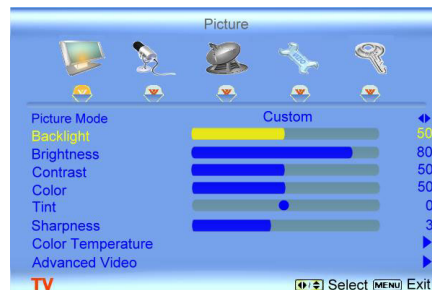 Picture
Picture Mode Custom
Backlight 50
Brightness 80
Contrast 50
Color 50
Tint 0
Sharpness 3
Color Temperature
Advanced Video
TV Select MENU Exit